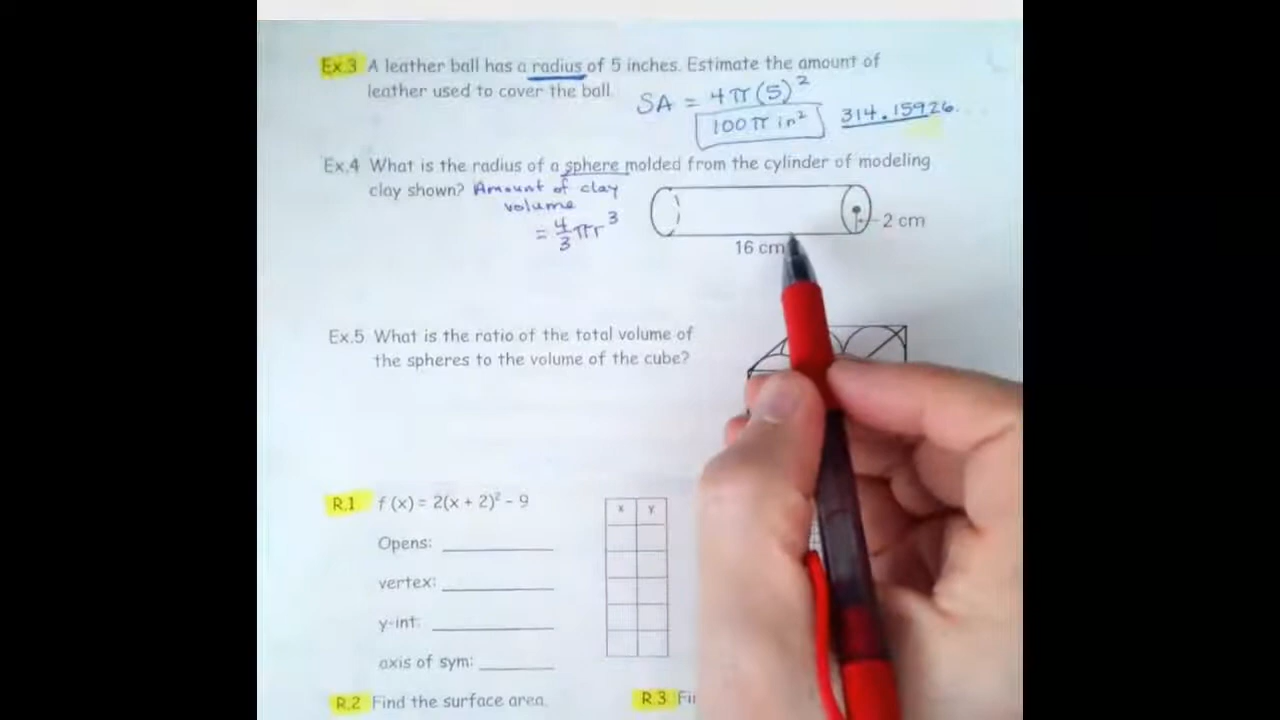 Ex.3 A leather ball has a radius of 5 inches. Estimate the amount of
leather used to cover the ball.
SA = 4π(5)²
100π in² 314.15926...
Ex.4 What is the radius of a sphere molded from the cylinder of modeling
clay shown? Amount of clay
volume
= 4/3 πr³
2 cm
16 cm
Ex.5 What is the ratio of the total volume of
the spheres to the volume of the cube?
R.1 f (x) = 2(x + 2)² - 9
x y
Opens:
vertex:
y-int:
axis of sym:
R.2 Find the surface area. R.3